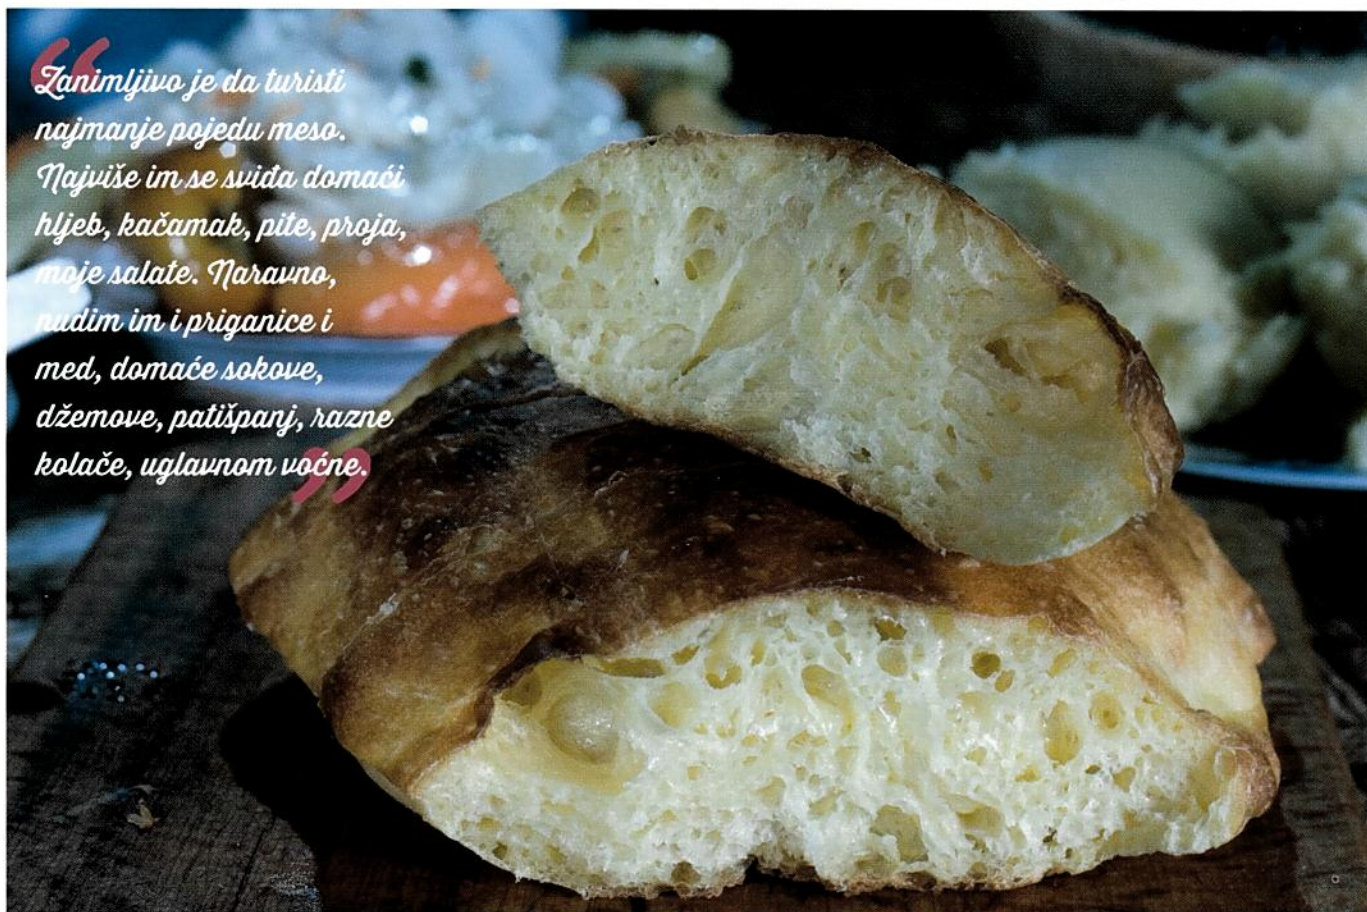 “Zanimljivo je da turisti
najmanje pojedu meso.
Najviše im se sviđa domaći
hljeb, kačamak, pite, proja,
moje salate. Naravno,
nudim im i priganice i
med, domaće sokove,
džemove, patišpanj, razne
kolače, uglavnom voćne.”